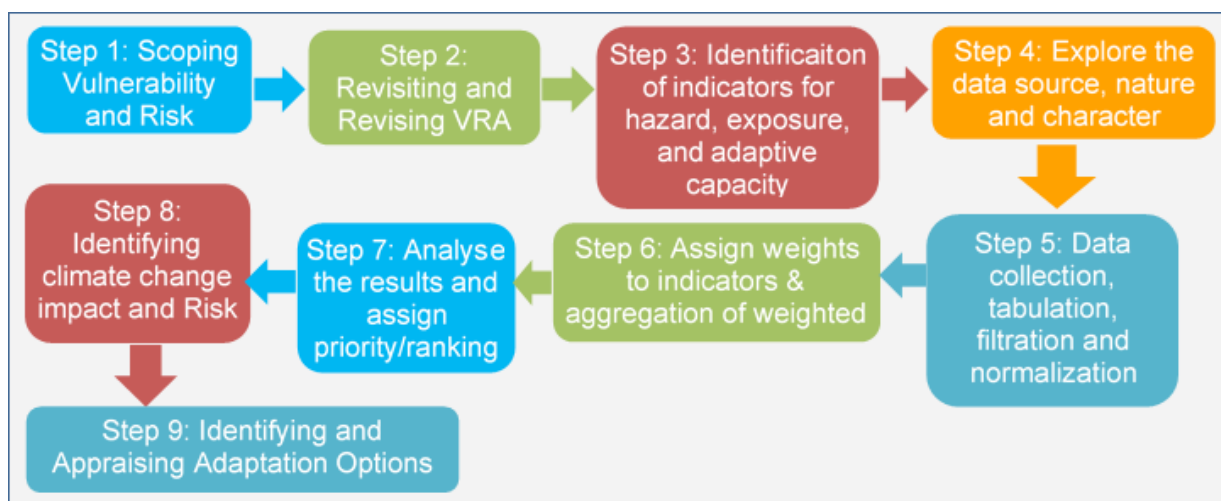 Step 1: Scoping
Vulnerability
and Risk
Step 2:
Revisiting and
Revising VRA
Step 3: Identificaiton
of indicators for
hazard, exposure,
and adaptive
capacity
Step 4: Explore the
data source, nature
and character
Step 5: Data
collection,
tabulation,
filtration and
normalization
Step 6: Assign weights
to indicators &
aggregation of weighted
Step 7: Analyse
the results and
assign
priority/ranking
Step 8:
Identifying
climate change
impact and Risk
Step 9: Identifying and
Appraising Adaptation Options